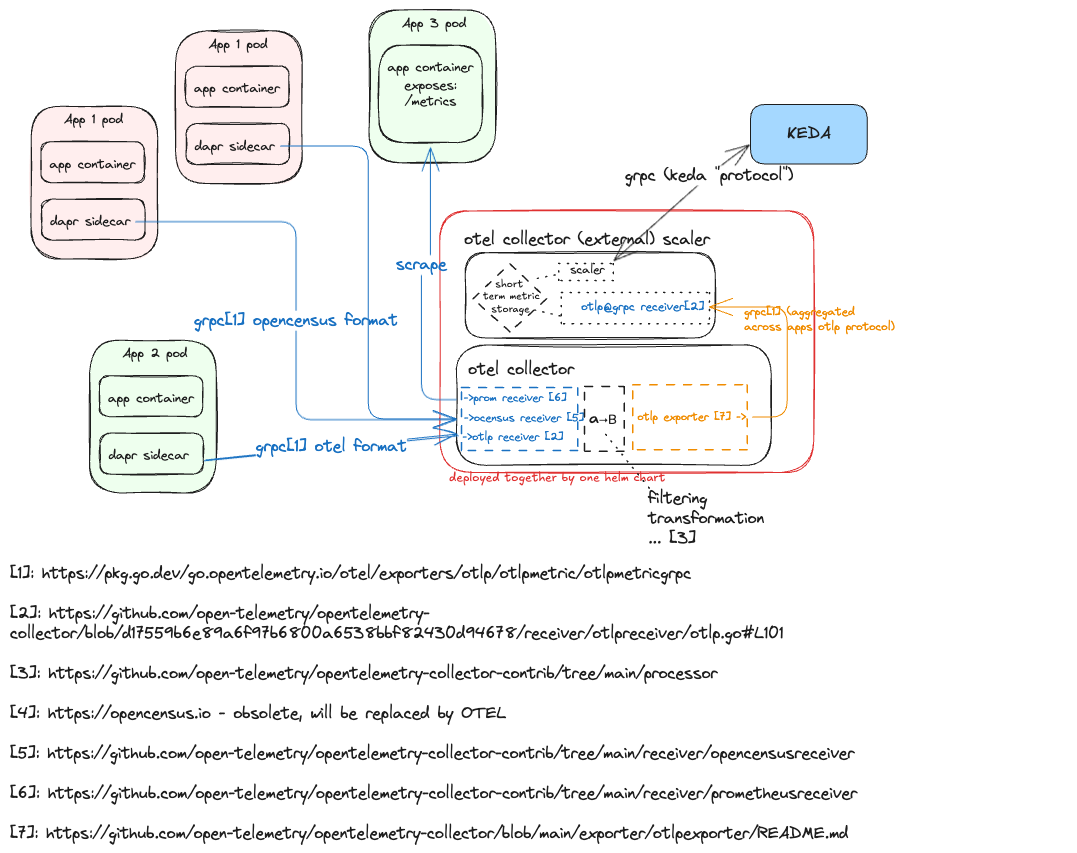 App 3 pod
app container
exposes:
/metrics
App 1 pod
app container
dapr sidecar
App 1 pod
app container
dapr sidecar
KEDA
grpc (keda "protocol")
otel collector (external) scaler
scaler
short
term metric
storage
otlp@grpc receiver[2]
scrape
grpc[1] (aggregated
across apps otlp protocol)
grpc[1] opencensus format
App 2 pod
app container
dapr sidecar
grpc[1] otel format
otel collector
->prom receiver [6]
->ocensus receiver [5]
->otlp receiver [2]
a→B
otlp exporter [7] ->
deployed together by one helm chart
filtering
transformation
... [3]
[1]: https://pkg.go.dev/go.opentelemetry.io/otel/exporters/otlp/otlpmetric/otlpmetricgrpc
[2]: https://github.com/open-telemetry/opentelemetry-
collector/blob/d17559b6e89a6f97b6800a6538bbf82430d94678/receiver/otlpreceiver/otlp.go#L101
[3]: https://github.com/open-telemetry/opentelemetry-collector-contrib/tree/main/processor
[4]: https://opencensus.io - obsolete, will be replaced by OTEL
[5]: https://github.com/open-telemetry/opentelemetry-collector-contrib/tree/main/receiver/opencensusreceiver
[6]: https://github.com/open-telemetry/opentelemetry-collector-contrib/tree/main/receiver/prometheusreceiver
[7]: https://github.com/open-telemetry/opentelemetry-collector/blob/main/exporter/otlpexporter/README.md